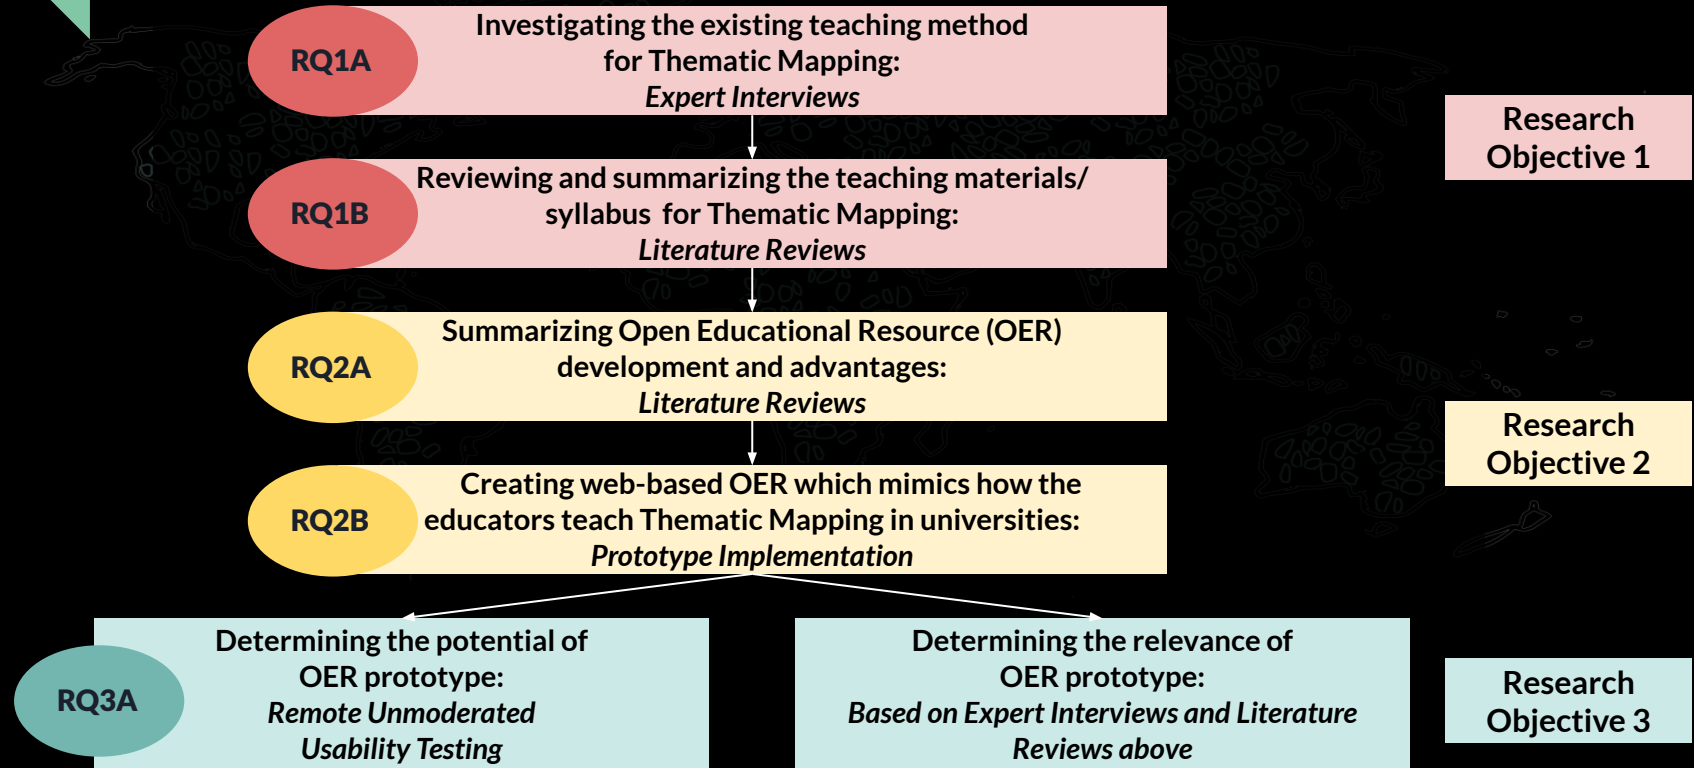 RQ1A
Investigating the existing teaching method
for Thematic Mapping:
Expert Interviews
RQ1B
Reviewing and summarizing the teaching materials/
syllabus  for Thematic Mapping:
Literature Reviews
Research
Objective 1
RQ2A
Summarizing Open Educational Resource (OER)
development and advantages:
Literature Reviews
RQ2B
Creating web-based OER which mimics how the
educators teach Thematic Mapping in universities:
Prototype Implementation
Research
Objective 2
RQ3A
Determining the potential of
OER prototype:
Remote Unmoderated
Usability Testing
Determining the relevance of
OER prototype:
Based on Expert Interviews and Literature
Reviews above
Research
Objective 3